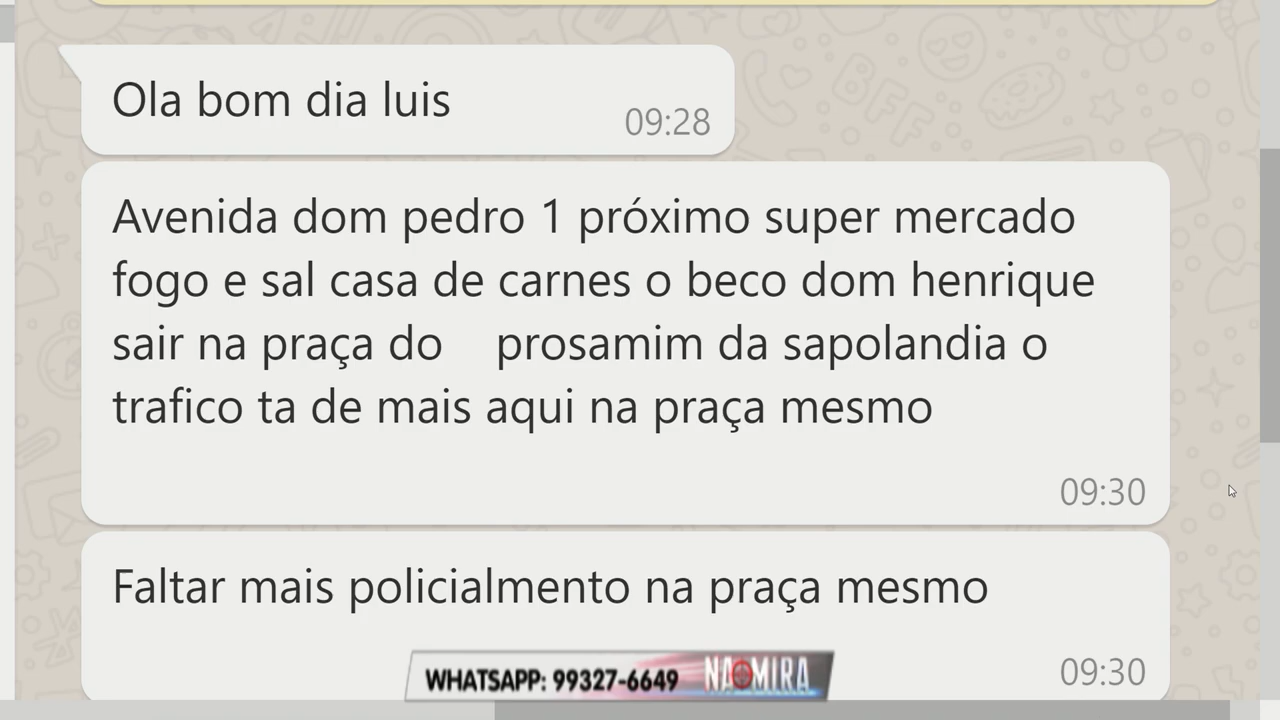 Ola bom dia luis
09:28
Avenida dom pedro 1 próximo super mercado
fogo e sal casa de carnes o beco dom henrique
sair na praça do prosamim da sapolandia o
trafico ta de mais aqui na praça mesmo
09:30
Faltar mais policialmento na praça mesmo
09:30
WHATSAPP: 99327-6649 NA MIRA